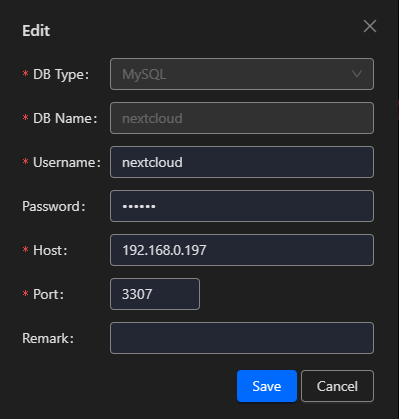 Edit
* DB Type: MySQL
* DB Name: nextcloud
* Username: nextcloud
Password: ••••••
* Host: 192.168.0.197
* Port: 3307
Remark:
Save Cancel